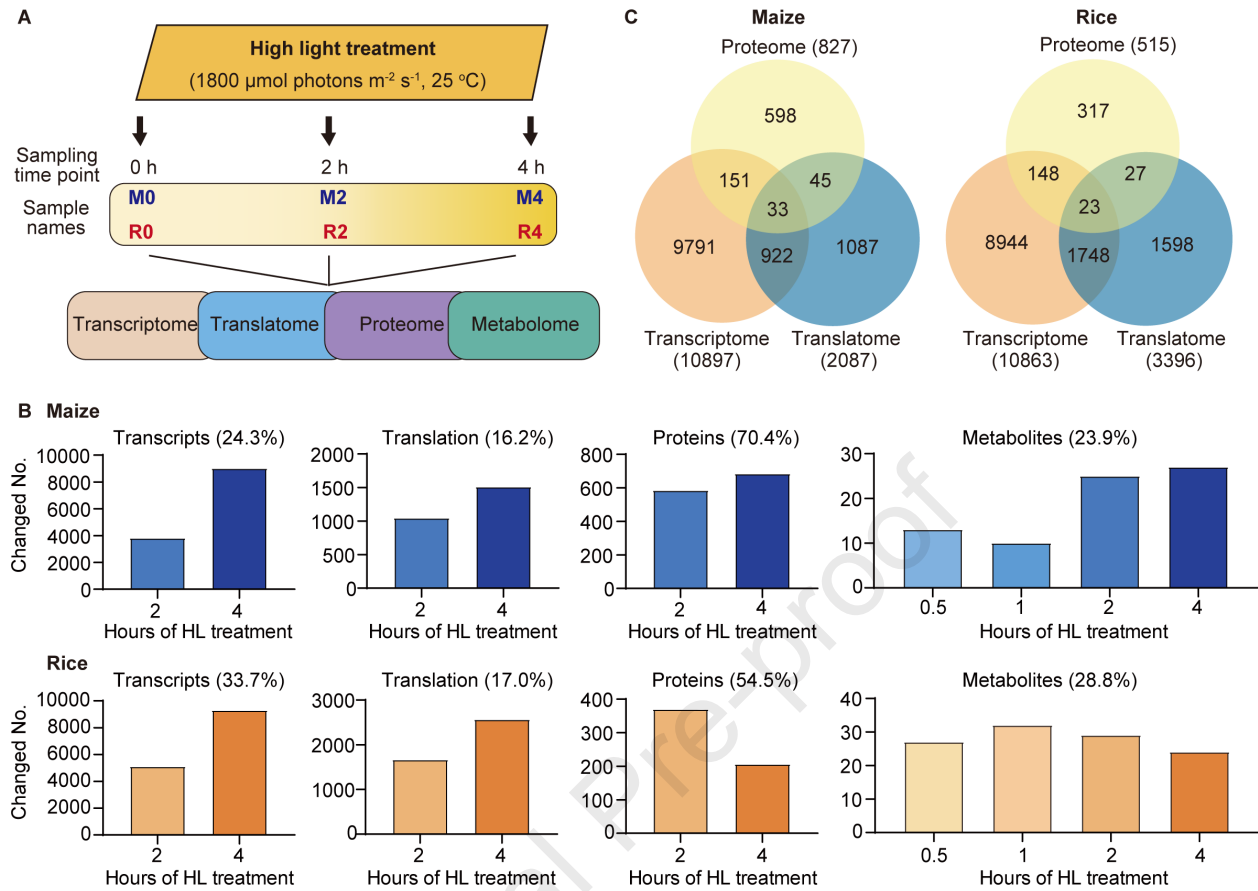 A
High light treatment
(1800 µmol photons m⁻² s⁻¹, 25 °C)
Sampling
time point
0 h
2 h
4 h
Sample
names
M0
M2
M4
R0
R2
R4
Transcriptome
Translatome
Proteome
Metabolome
C
Maize
Proteome (827)
598
151
45
33
9791
922
1087
Transcriptome
(10897)
Translatome
(2087)
Rice
Proteome (515)
317
148
27
23
8944
1748
1598
Transcriptome
(10863)
Translatome
(3396)
B Maize
Transcripts (24.3%)
Changed No.
10000
8000
6000
4000
2000
0
2
4
Hours of HL treatment
Translation (16.2%)
2000
1500
1000
500
0
2
4
Hours of HL treatment
Proteins (70.4%)
800
600
400
200
0
2
4
Hours of HL treatment
Metabolites (23.9%)
30
20
10
0
0.5
1
2
4
Hours of HL treatment
Rice
Transcripts (33.7%)
Changed No.
10000
8000
6000
4000
2000
0
2
4
Hours of HL treatment
Translation (17.0%)
3000
2000
1000
0
2
4
Hours of HL treatment
Proteins (54.5%)
400
300
200
100
0
2
4
Hours of HL treatment
Metabolites (28.8%)
40
30
20
10
0
0.5
1
2
4
Hours of HL treatment
al Pre-proof